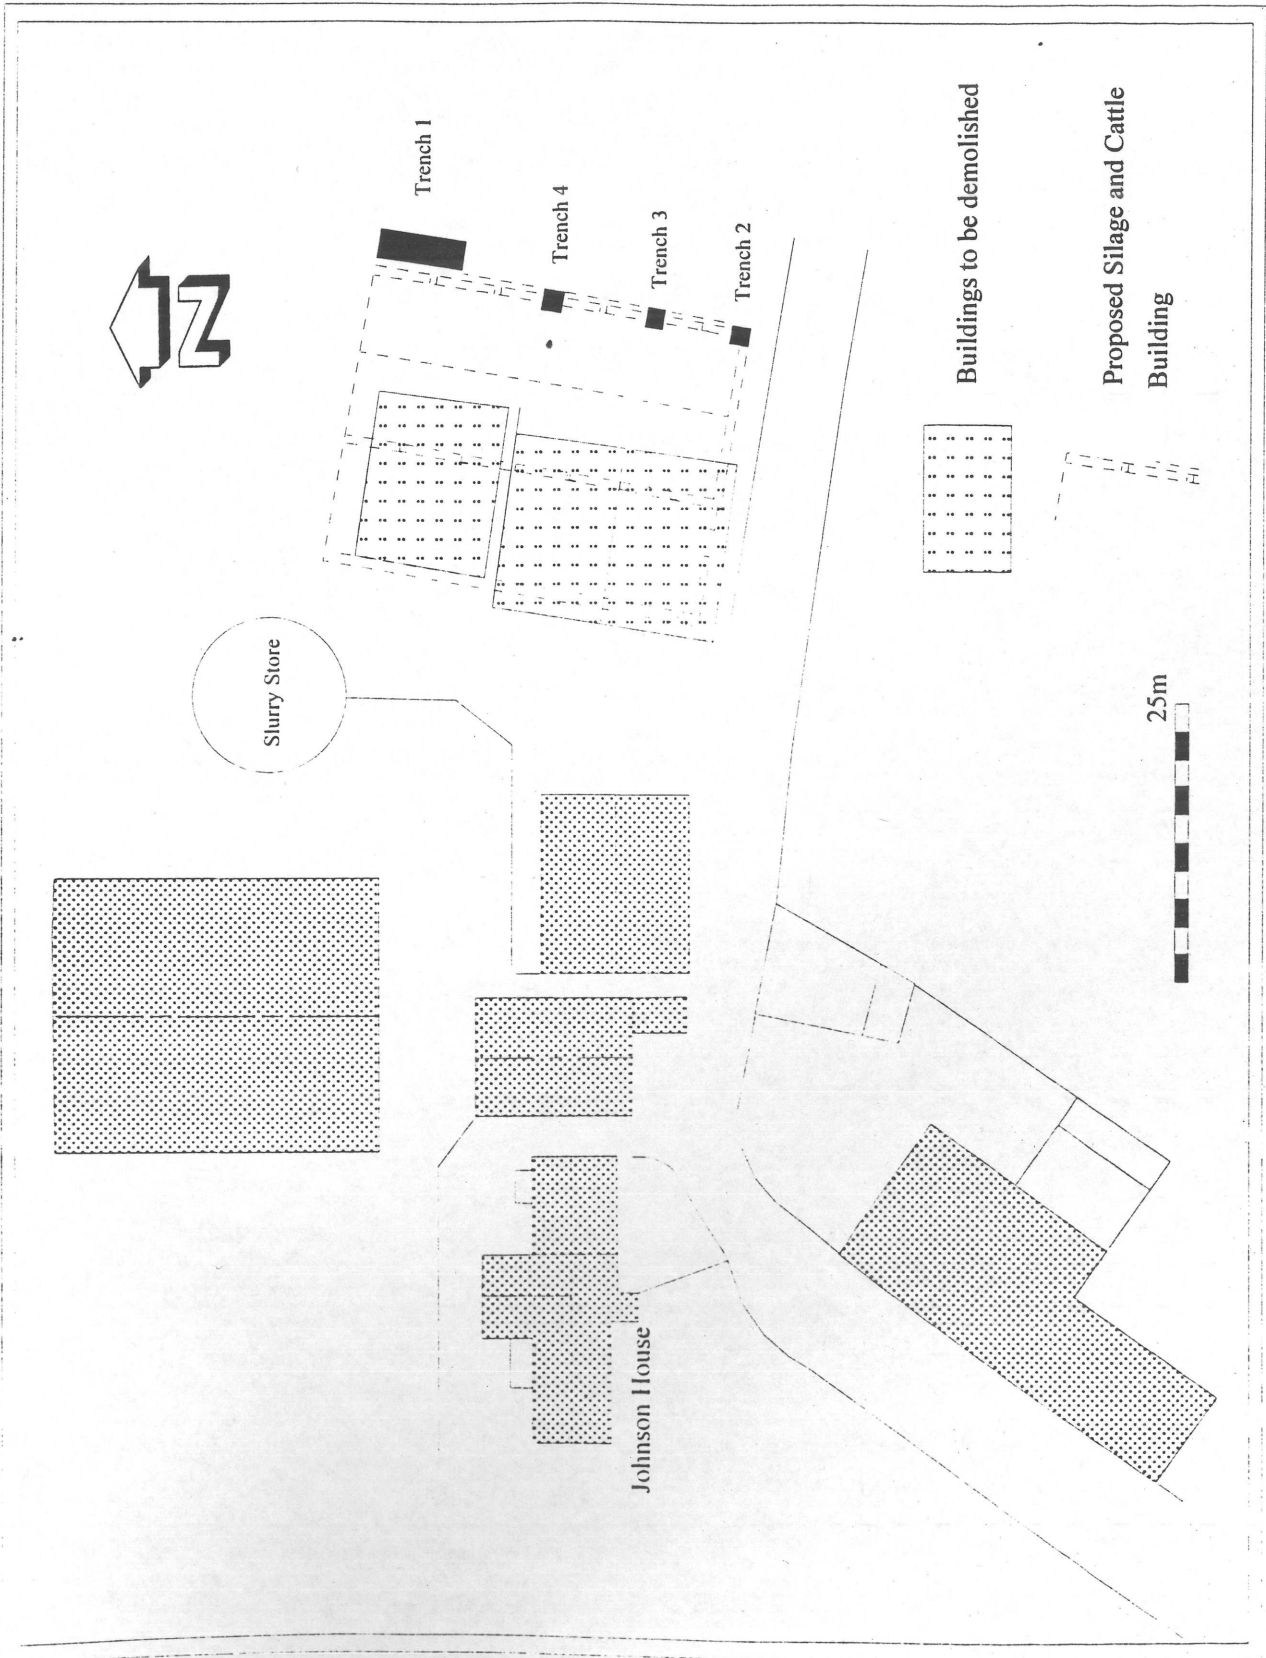 N
Trench 1
Trench 4
Trench 3
Trench 2
Slurry Store
Johnson House
Buildings to be demolished
Proposed Silage and Cattle
Building
25m